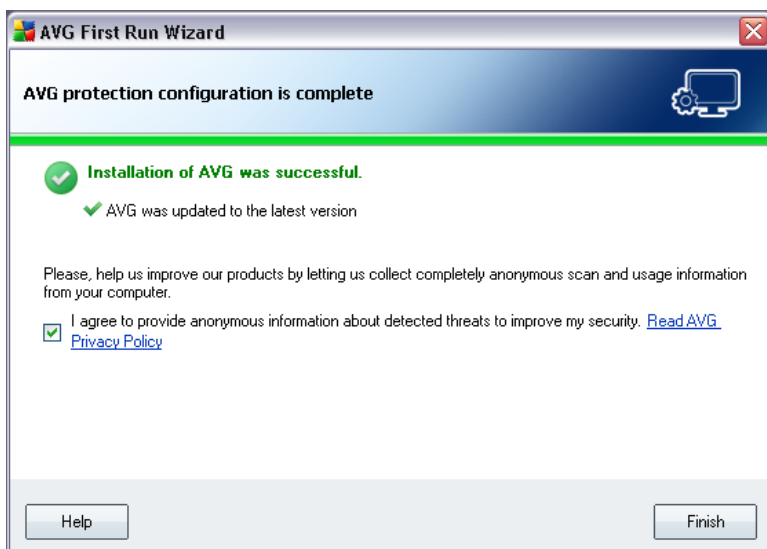 AVG First Run Wizard
AVG protection configuration is complete
Installation of AVG was successful.
AVG was updated to the latest version
Please, help us improve our products by letting us collect completely anonymous scan and usage information
from your computer.
I agree to provide anonymous information about detected threats to improve my security. Read AVG
Privacy Policy
Help
Finish